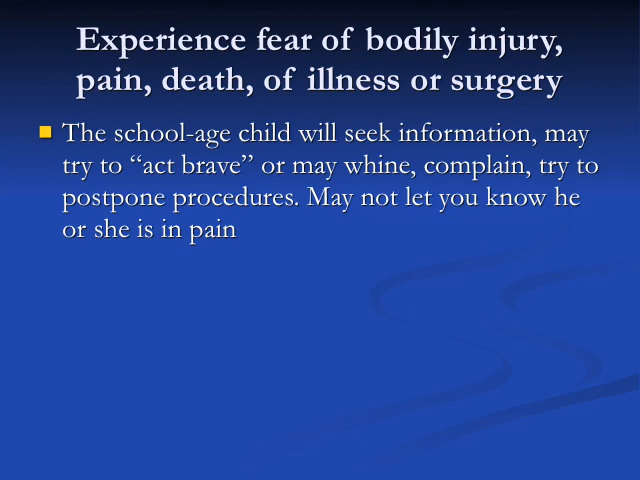 Experience fear of bodily injury,
pain, death, of illness or surgery
The school-age child will seek information, may
try to “act brave” or may whine, complain, try to
postpone procedures. May not let you know he
or she is in pain